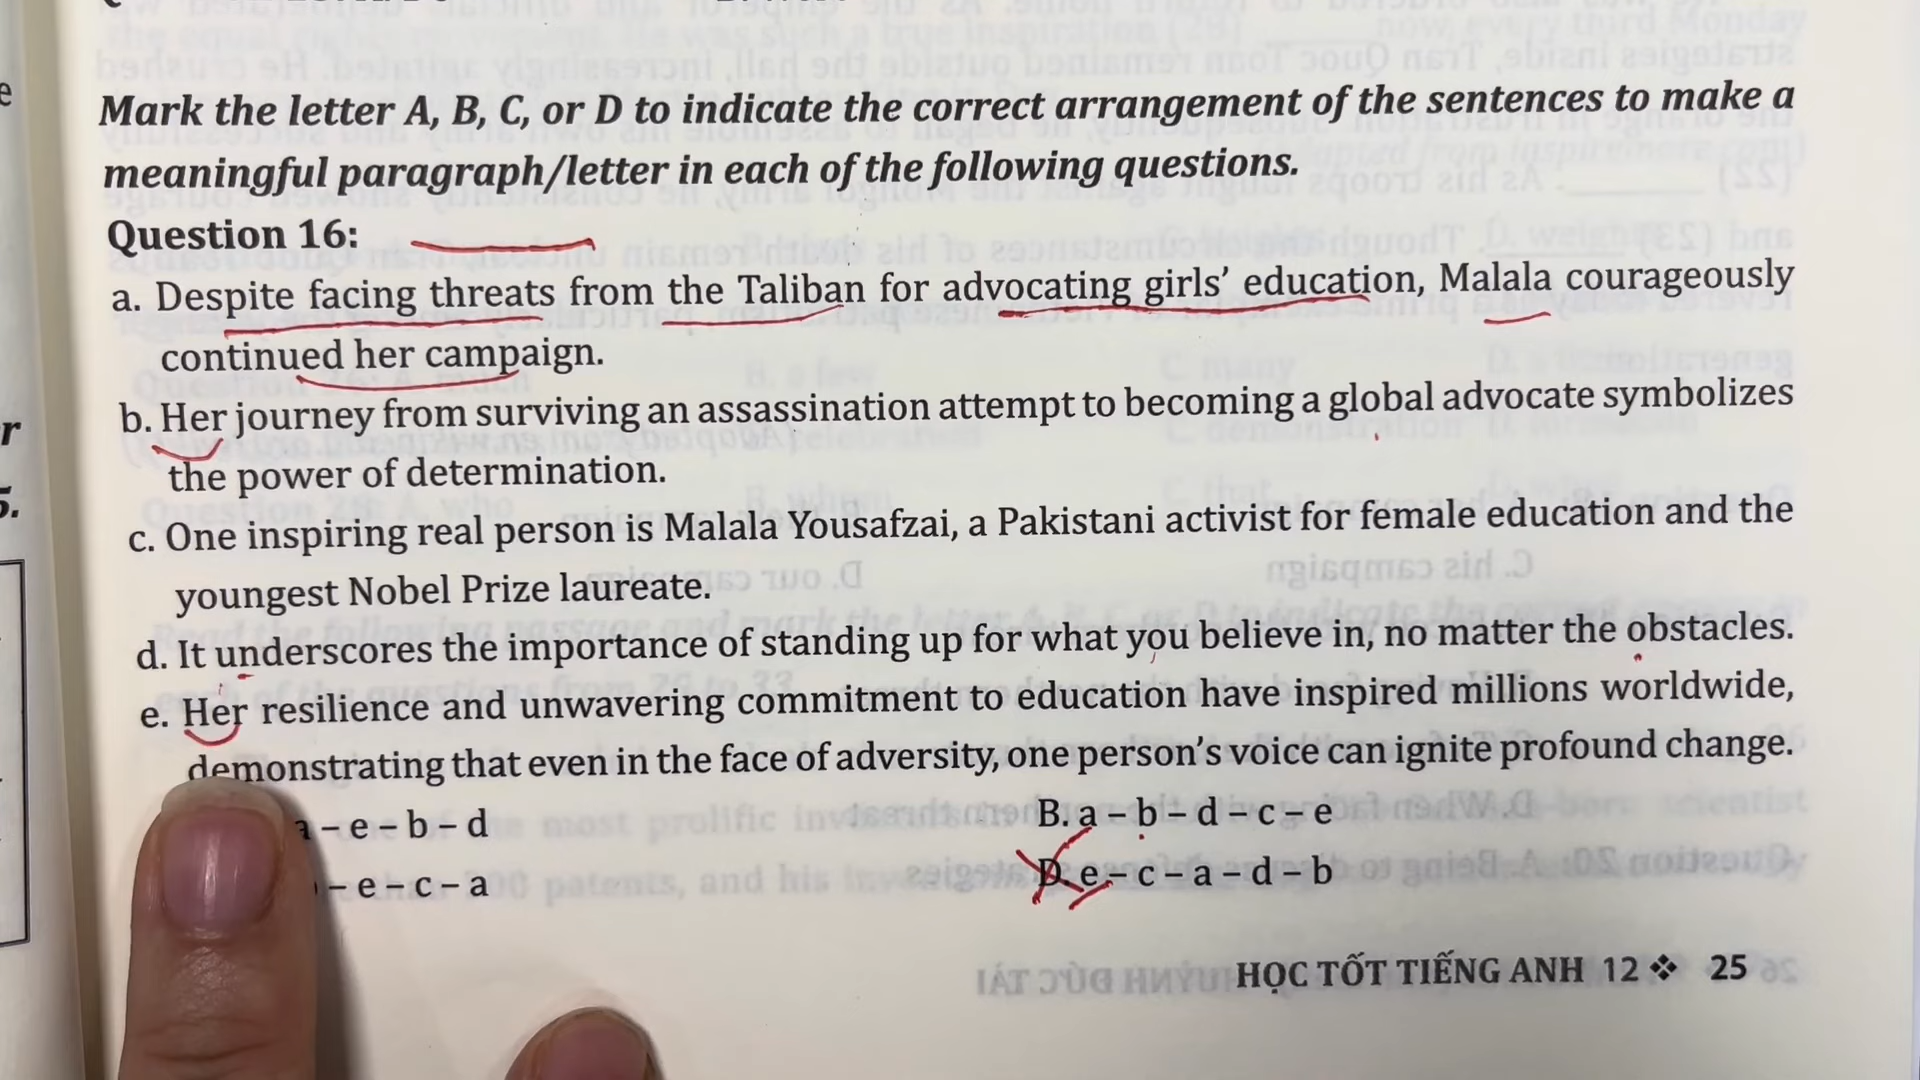 Mark the letter A, B, C, or D to indicate the correct arrangement of the sentences to make a
meaningful paragraph/letter in each of the following questions.
Question 16:
a. Despite facing threats from the Taliban for advocating girls' education, Malala courageously
continued her campaign.
b. Her journey from surviving an assassination attempt to becoming a global advocate symbolizes
the power of determination.
c. One inspiring real person is Malala Yousafzai, a Pakistani activist for female education and the
youngest Nobel Prize laureate.
d. It underscores the importance of standing up for what you believe in, no matter the obstacles.
e. Her resilience and unwavering commitment to education have inspired millions worldwide,
demonstrating that even in the face of adversity, one person's voice can ignite profound change.
a – e – b – d
B. a – b – d – c – e
– e – c – a
D. e – c – a – d – b
HỌC TỐT TIẾNG ANH 12 ❖ 25